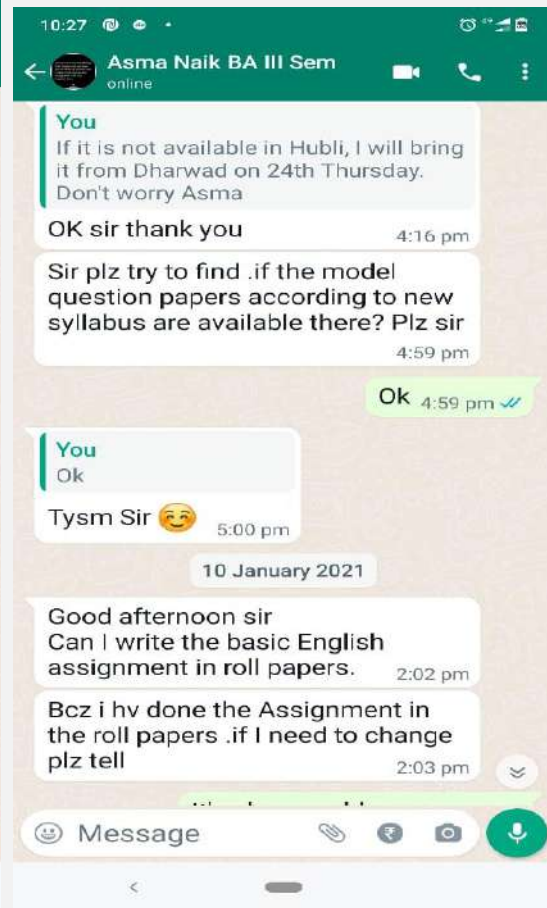 10:27
Asma Naik BA III Sem
online
You
If it is not available in Hubli, I will bring
it from Dharwad on 24th Thursday.
Don't worry Asma
OK sir thank you
4:16 pm
Sir plz try to find .if the model
question papers according to new
syllabus are available there? Plz sir
4:59 pm
Ok 4:59 pm
You
Ok
Tysm Sir ☺️ 5:00 pm
10 January 2021
Good afternoon sir
Can I write the basic English
assignment in roll papers. 2:02 pm
Bcz i hv done the Assignment in
the roll papers .if I need to change
plz tell
2:03 pm
Message